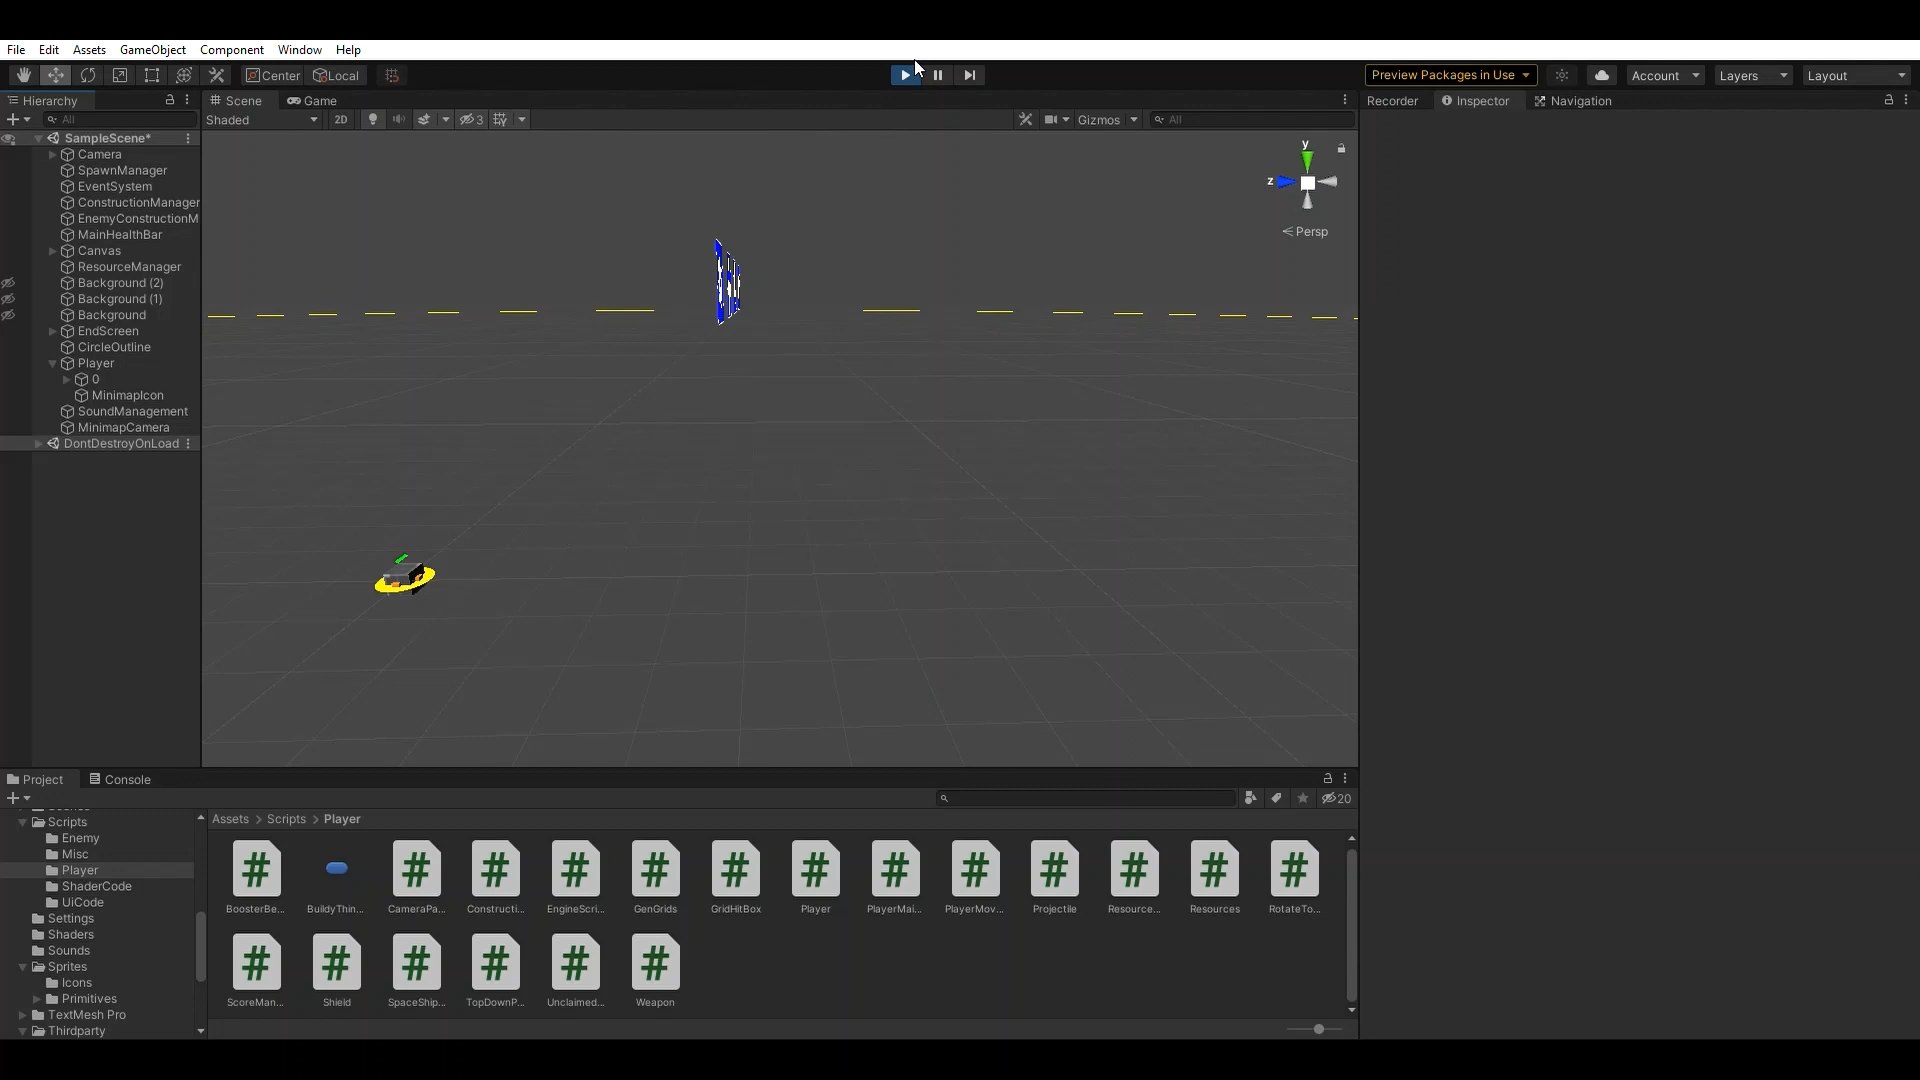 File Edit Assets GameObject Component Window Help
Center Local Preview Packages in Use Account Layers Layout
Hierarchy Scene Game Recorder Inspector Navigation
All Shaded 2D 3 Gizmos All
SampleScene*
Camera
SpawnManager
EventSystem
ConstructionManager
EnemyConstructionM
MainHealthBar
Canvas
ResourceManager
Background (2)
Background (1)
Background
EndScreen
CircleOutline
Player
0
MinimapIcon
SoundManagement
MinimapCamera
DontDestroyOnLoad
y
z
Persp
Project Console
20
Scripts
Enemy
Misc
Player
ShaderCode
UiCode
Settings
Shaders
Sounds
Sprites
Icons
Primitives
TextMesh Pro
Thirdparty
Assets > Scripts > Player
BoosterBe... BuildyThin... CameraPa... Constructi... EngineScri... GenGrids GridHitBox Player PlayerMai... PlayerMov... Projectile Resource... Resources RotateTo...
ScoreMan... Shield SpaceShip... TopDownP... Unclaimed... Weapon